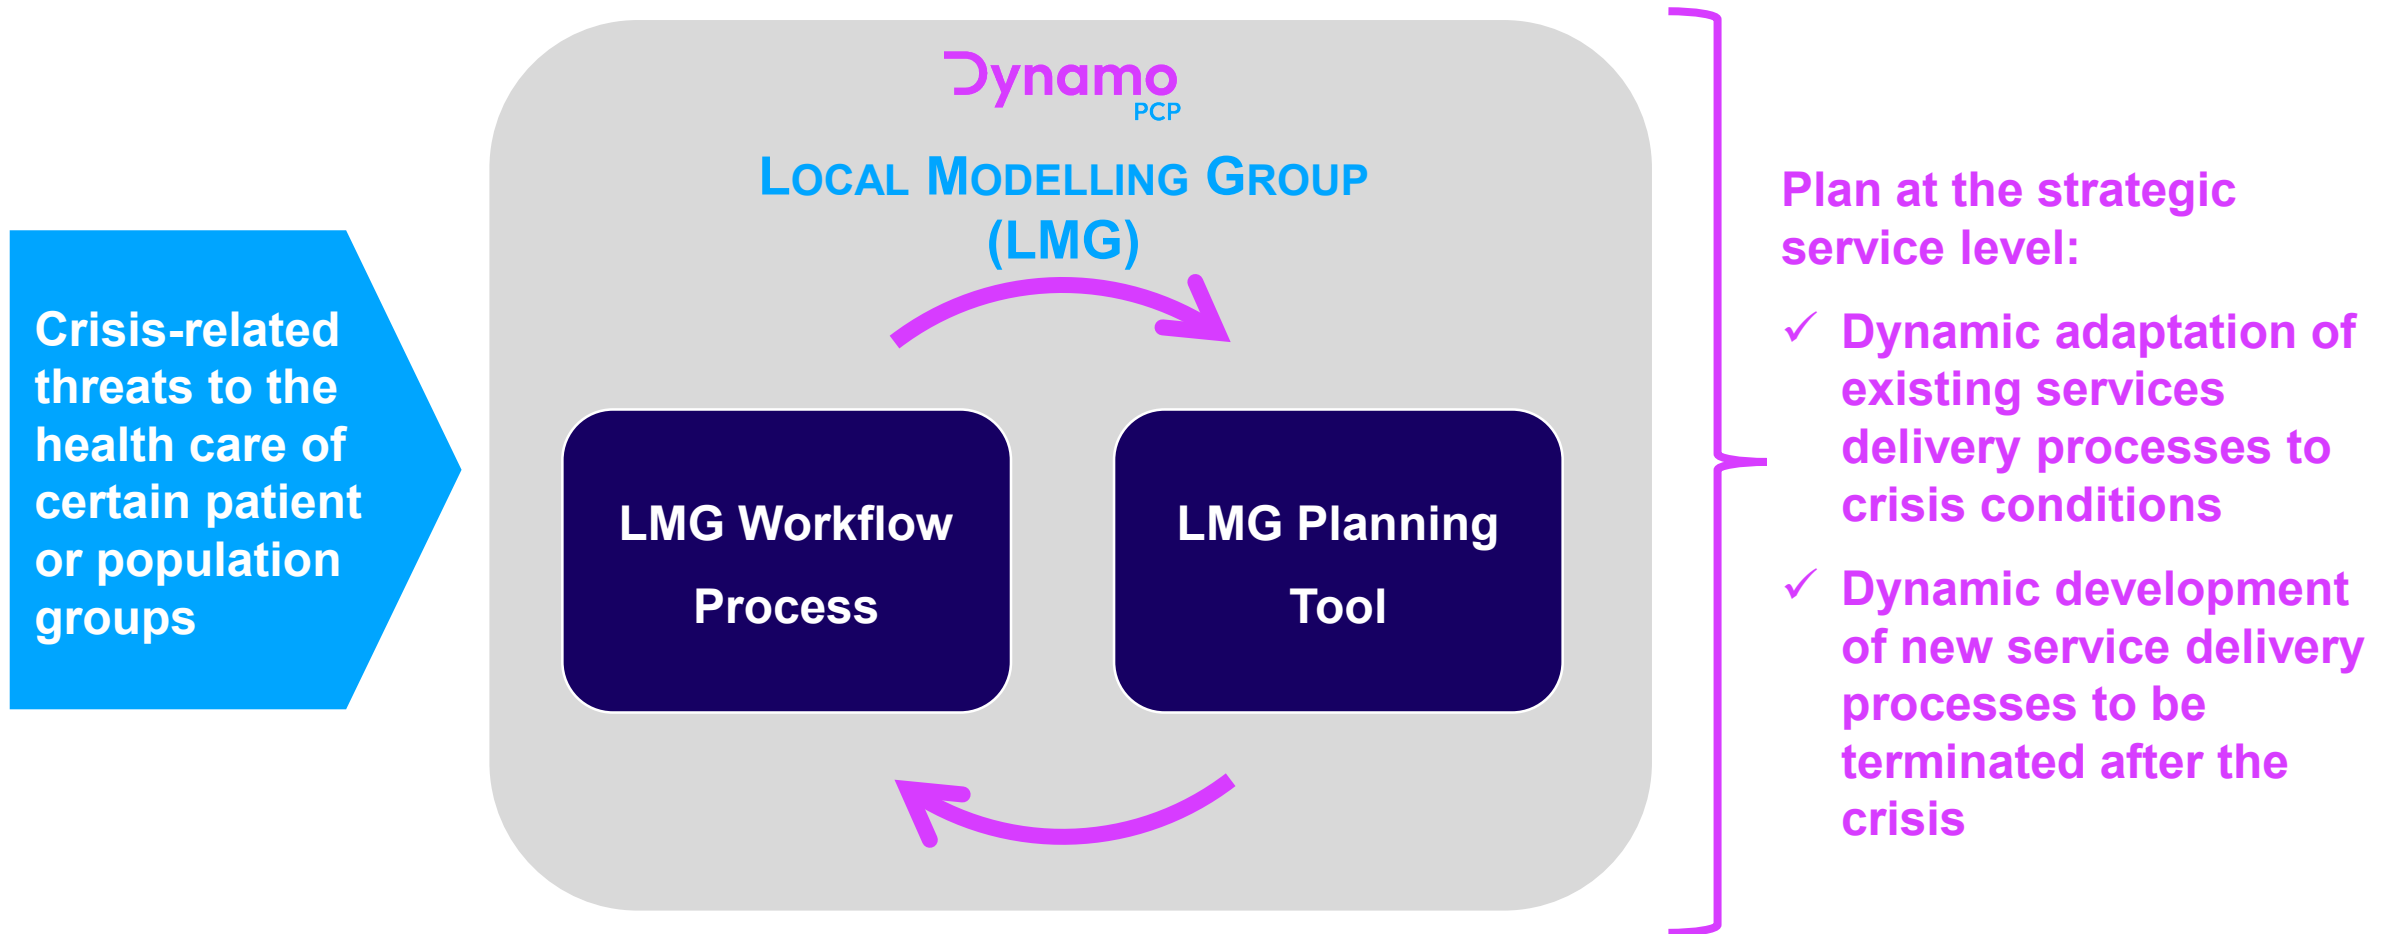 Crisis-related
threats to the
health care of
certain patient
or population
groups
Dynamo
PCP
LOCAL MODELLING GROUP
(LMG)
LMG Workflow
Process
LMG Planning
Tool
Plan at the strategic
service level:
✓ Dynamic adaptation of
existing services
delivery processes to
crisis conditions
✓ Dynamic development
of new service delivery
processes to be
terminated after the
crisis